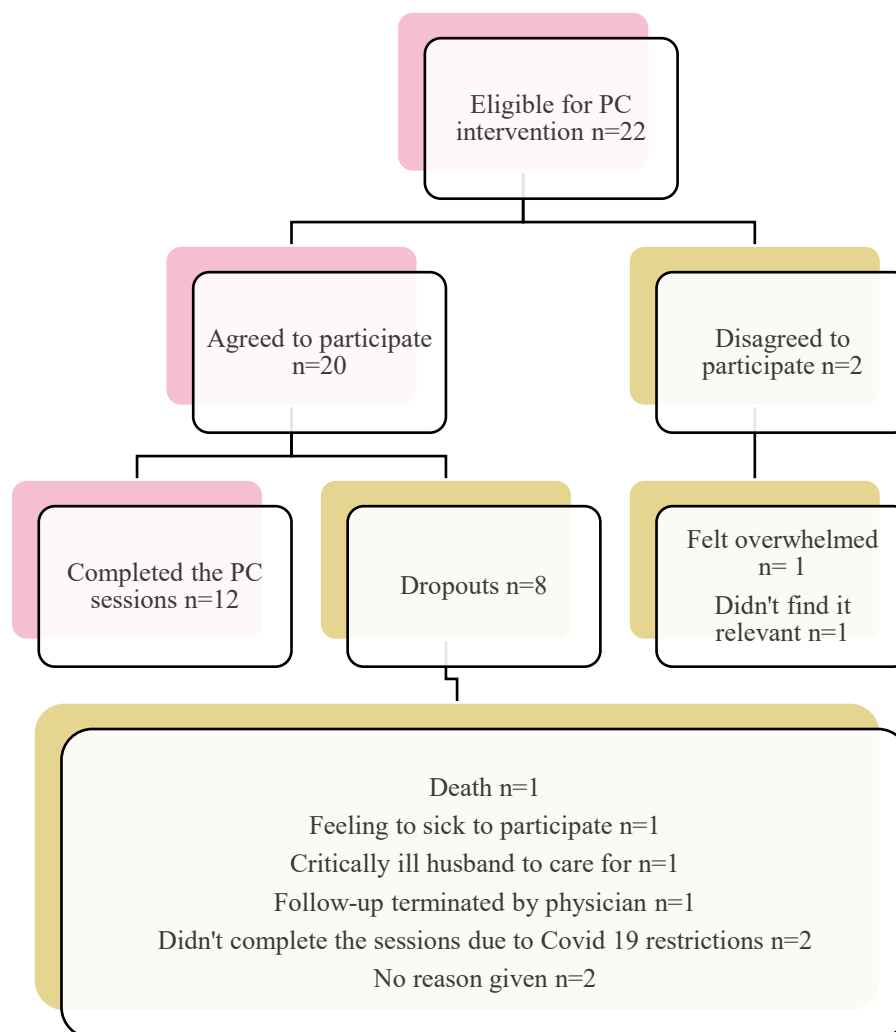 Eligible for PC
intervention n=22
Agreed to participate
n=20
Disagreed to
participate n=2
Completed the PC
sessions n=12
Dropouts n=8
Felt overwhelmed
n= 1
Didn't find it
relevant n=1
Death n=1
Feeling to sick to participate n=1
Critically ill husband to care for n=1
Follow-up terminated by physician n=1
Didn't complete the sessions due to Covid 19 restrictions n=2
No reason given n=2